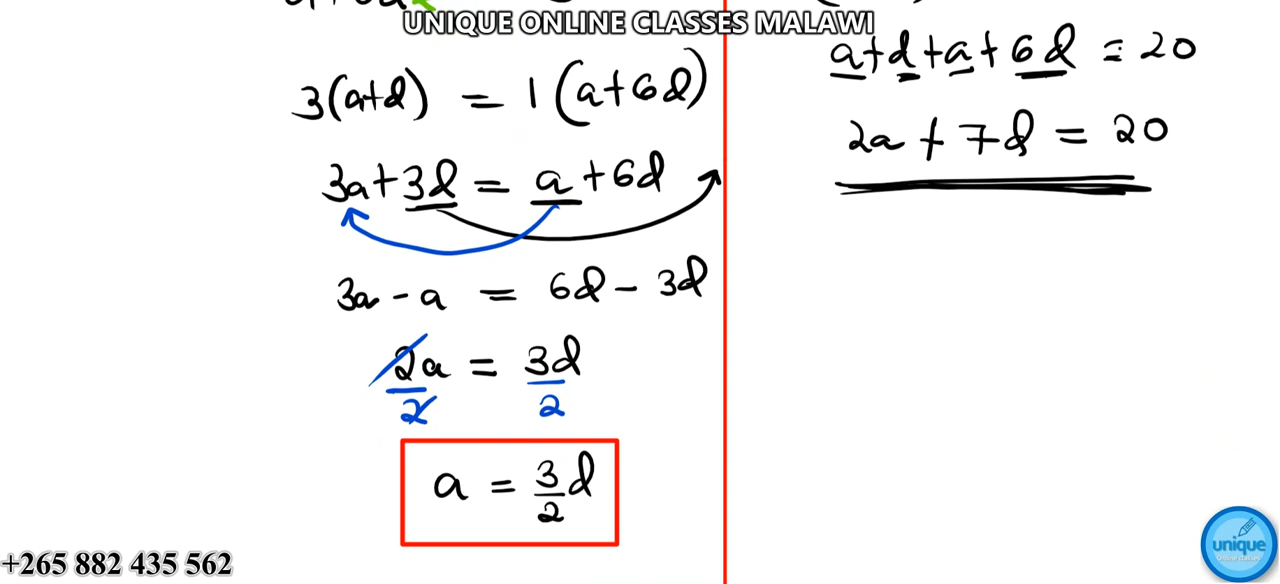 UNIQUE ONLINE CLASSES MALAWI
3(a+d) = 1(a+6d)
3a+3d = a+6d
3a - a = 6d - 3d
2a/2 = 3d/2
a = 3/2 d
a+d+a+6d = 20
2a + 7d = 20
+265 882 435 562
unique